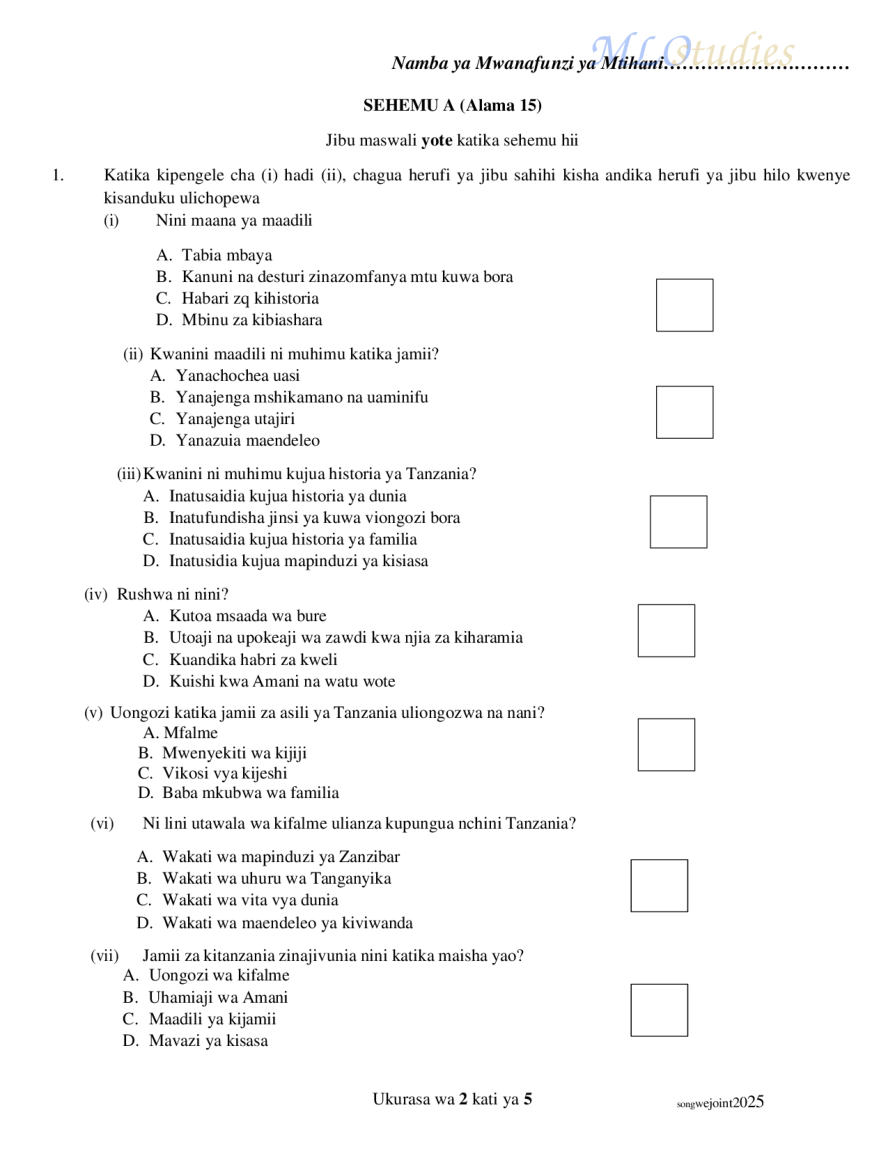 ML Studies
Namba ya Mwanafunzi ya Mtihani…………………………
SEHEMU A (Alama 15)
Jibu maswali yote katika sehemu hii
1. Katika kipengele cha (i) hadi (ii), chagua herufi ya jibu sahihi kisha andika herufi ya jibu hilo kwenye
kisanduku ulichopewa
(i) Nini maana ya maadili
A. Tabia mbaya
B. Kanuni na desturi zinazomfanya mtu kuwa bora
C. Habari zq kihistoria
D. Mbinu za kibiashara
(ii) Kwanini maadili ni muhimu katika jamii?
A. Yanachochea uasi
B. Yanajenga mshikamano na uaminifu
C. Yanajenga utajiri
D. Yanazuia maendeleo
(iii) Kwanini ni muhimu kujua historia ya Tanzania?
A. Inatusaidia kujua historia ya dunia
B. Inatufundisha jinsi ya kuwa viongozi bora
C. Inatusaidia kujua historia ya familia
D. Inatusidia kujua mapinduzi ya kisiasa
(iv) Rushwa ni nini?
A. Kutoa msaada wa bure
B. Utoaji na upokeaji wa zawdi kwa njia za kiharamia
C. Kuandika habri za kweli
D. Kuishi kwa Amani na watu wote
(v) Uongozi katika jamii za asili ya Tanzania uliongozwa na nani?
A. Mfalme
B. Mwenyekiti wa kijiji
C. Vikosi vya kijeshi
D. Baba mkubwa wa familia
(vi) Ni lini utawala wa kifalme ulianza kupungua nchini Tanzania?
A. Wakati wa mapinduzi ya Zanzibar
B. Wakati wa uhuru wa Tanganyika
C. Wakati wa vita vya dunia
D. Wakati wa maendeleo ya kiviwanda
(vii) Jamii za kitanzania zinajivunia nini katika maisha yao?
A. Uongozi wa kifalme
B. Uhamiaji wa Amani
C. Maadili ya kijamii
D. Mavazi ya kisasa
Ukurasa wa 2 kati ya 5
songwejoint2025